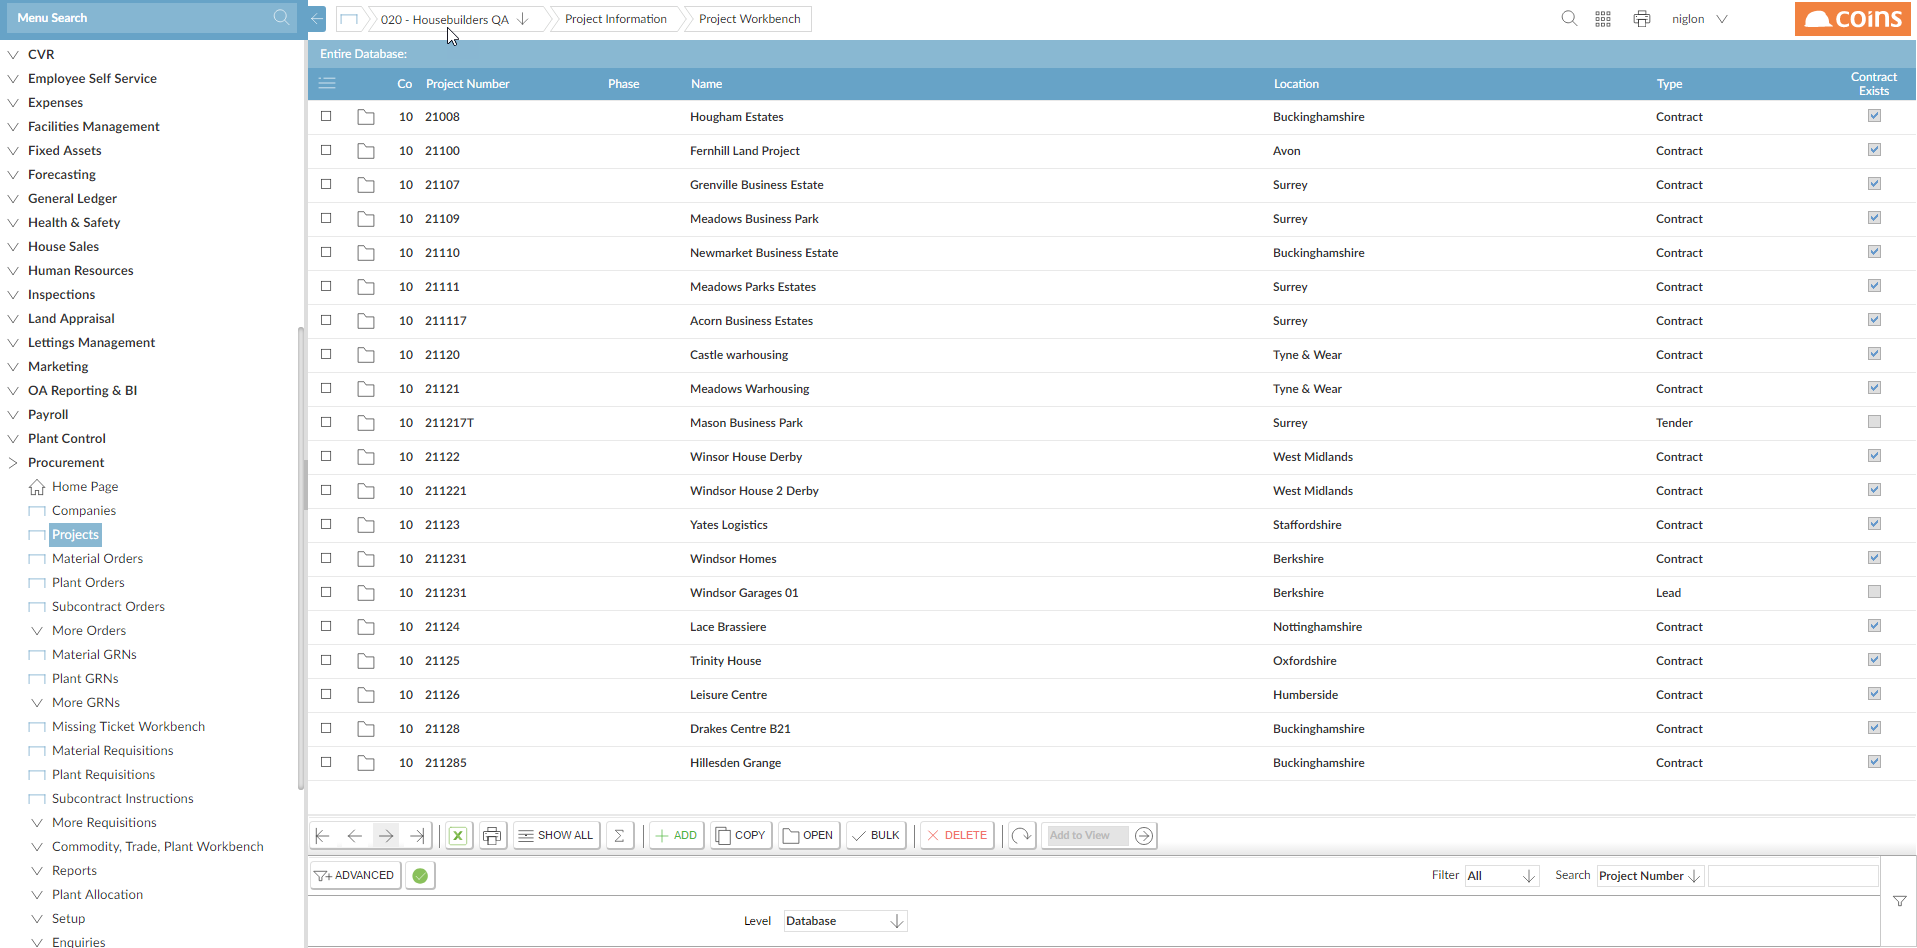 Menu Search
020 - Housebuilders QA
Project Information
Project Workbench
niglon
coins
CVR
Employee Self Service
Expenses
Facilities Management
Fixed Assets
Forecasting
General Ledger
Health & Safety
House Sales
Human Resources
Inspections
Land Appraisal
Lettings Management
Marketing
OA Reporting & BI
Payroll
Plant Control
Procurement
Home Page
Companies
Projects
Material Orders
Plant Orders
Subcontract Orders
More Orders
Material GRNs
Plant GRNs
More GRNs
Missing Ticket Workbench
Material Requisitions
Plant Requisitions
Subcontract Instructions
More Requisitions
Commodity, Trade, Plant Workbench
Reports
Plant Allocation
Setup
Enquiries
Entire Database:
Co Project Number Phase Name Location Type Contract Exists
10 21008 Hougham Estates Buckinghamshire Contract
10 21100 Fernhill Land Project Avon Contract
10 21107 Grenville Business Estate Surrey Contract
10 21109 Meadows Business Park Surrey Contract
10 21110 Newmarket Business Estate Buckinghamshire Contract
10 21111 Meadows Parks Estates Surrey Contract
10 211117 Acorn Business Estates Surrey Contract
10 21120 Castle warhousing Tyne & Wear Contract
10 21121 Meadows Warhousing Tyne & Wear Contract
10 211217T Mason Business Park Surrey Tender
10 21122 Winsor House Derby West Midlands Contract
10 211221 Windsor House 2 Derby West Midlands Contract
10 21123 Yates Logistics Staffordshire Contract
10 211231 Windsor Homes Berkshire Contract
10 211231 Windsor Garages 01 Berkshire Lead
10 21124 Lace Brassiere Nottinghamshire Contract
10 21125 Trinity House Oxfordshire Contract
10 21126 Leisure Centre Humberside Contract
10 21128 Drakes Centre B21 Buckinghamshire Contract
10 211285 Hillesden Grange Buckinghamshire Contract
SHOW ALL Σ ADD COPY OPEN BULK DELETE Add to View
ADVANCED
Filter All Search Project Number
Level Database